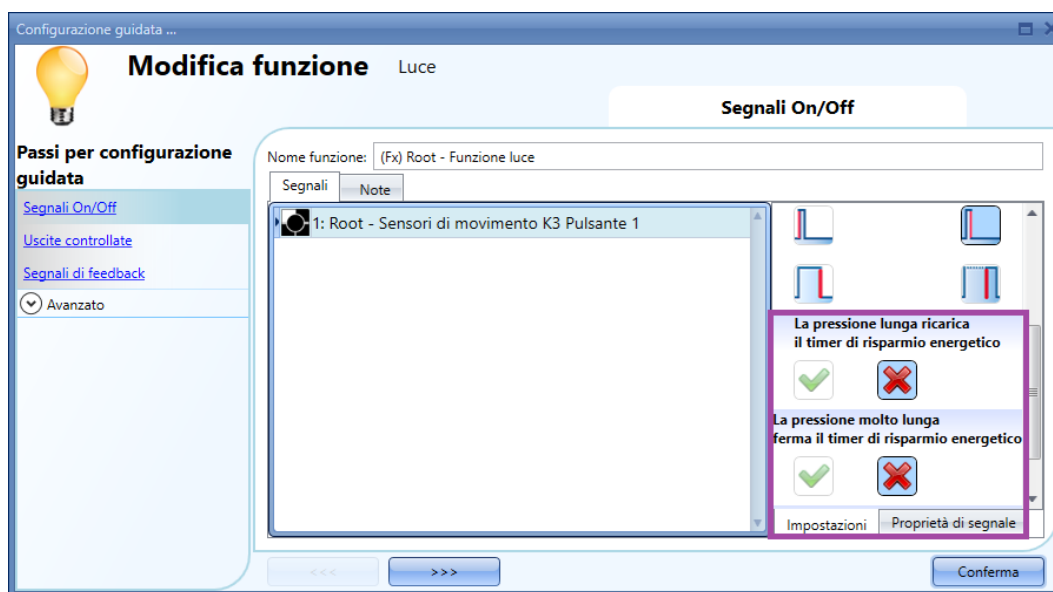 Configurazione guidata ...
Modifica funzione Luce
Segnali On/Off
Passi per configurazione
guidata
Segnali On/Off
Uscite controllate
Segnali di feedback
Avanzato
Nome funzione: (Fx) Root - Funzione luce
Segnali Note
1: Root - Sensori di movimento K3 Pulsante 1
La pressione lunga ricarica
il timer di risparmio energetico
La pressione molto lunga
ferma il timer di risparmio energetico
Impostazioni Proprietà di segnale
<<< >>> Conferma